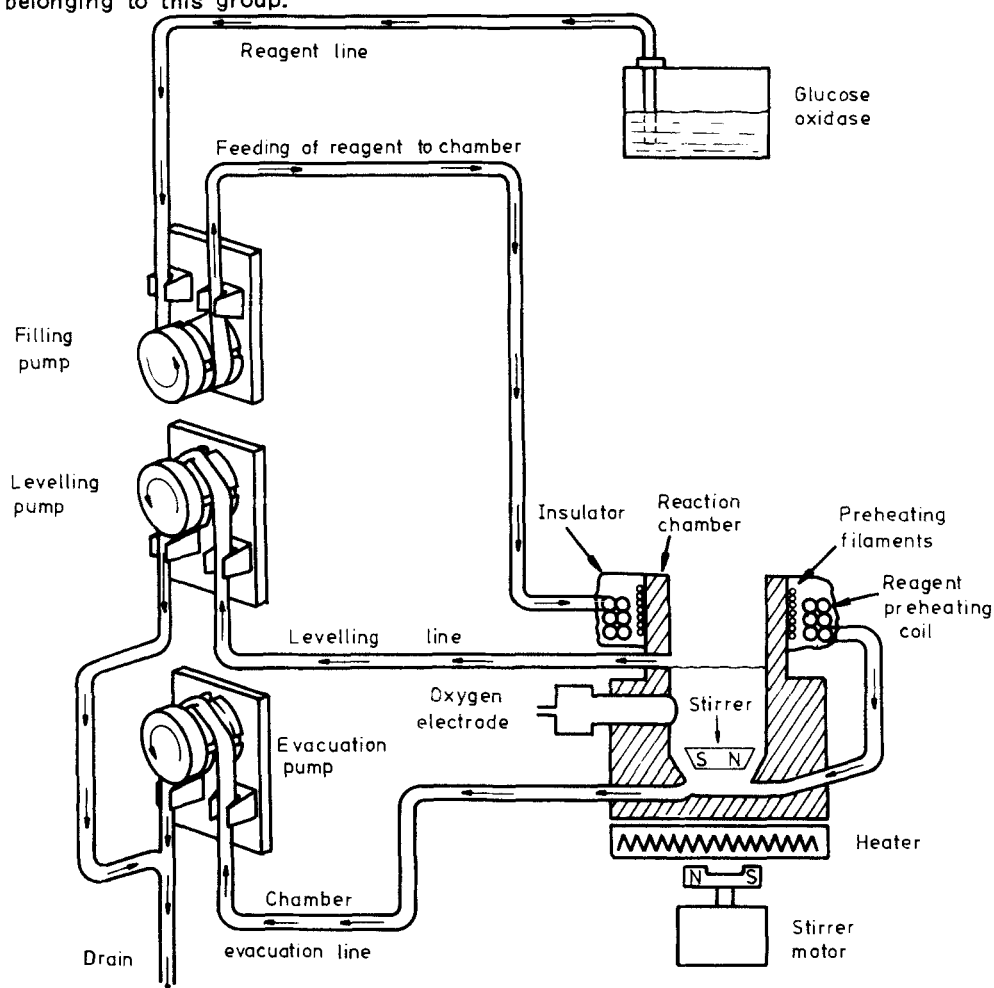 belonging to this group.
Reagent line
Glucose
oxidase
Feeding of reagent to chamber
Filling
pump
Levelling
pump
Insulator
Reaction
chamber
Preheating
filaments
Reagent
preheating
coil
Levelling line
Oxygen
electrode
Stirrer
S N
Evacuation
pump
Heater
N S
Chamber
evacuation line
Stirrer
motor
Drain